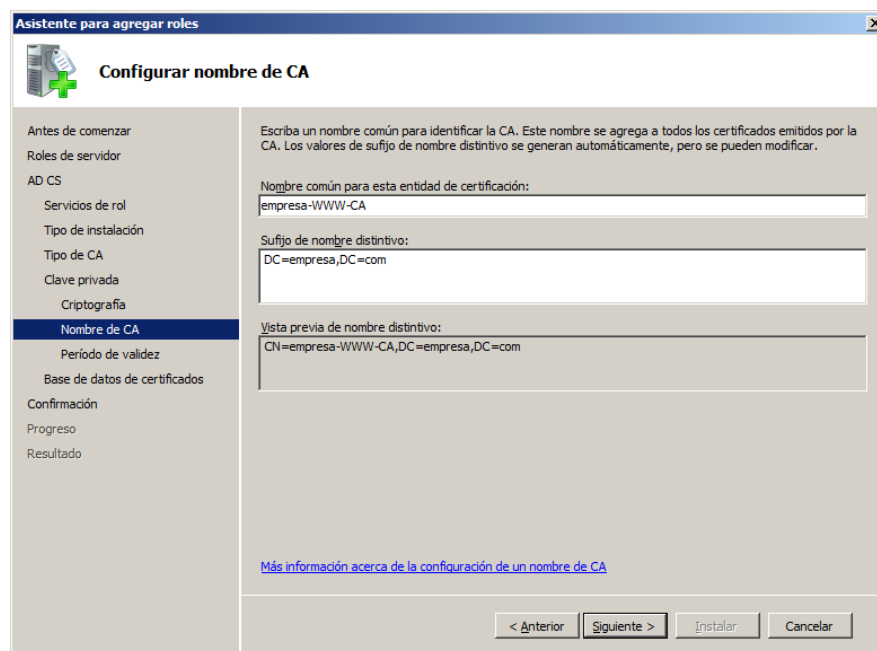 Asistente para agregar roles
Configurar nombre de CA
Antes de comenzar
Roles de servidor
AD CS
Servicios de rol
Tipo de instalación
Tipo de CA
Clave privada
Criptografía
Nombre de CA
Período de validez
Base de datos de certificados
Confirmación
Progreso
Resultado
Escriba un nombre común para identificar la CA. Este nombre se agrega a todos los certificados emitidos por la
CA. Los valores de sufijo de nombre distintivo se generan automáticamente, pero se pueden modificar.
Nombre común para esta entidad de certificación:
empresa-WWW-CA
Sufijo de nombre distintivo:
DC=empresa,DC=com
Vista previa de nombre distintivo:
CN=empresa-WWW-CA,DC=empresa,DC=com
Más información acerca de la configuración de un nombre de CA
< Anterior
Siguiente >
Instalar
Cancelar